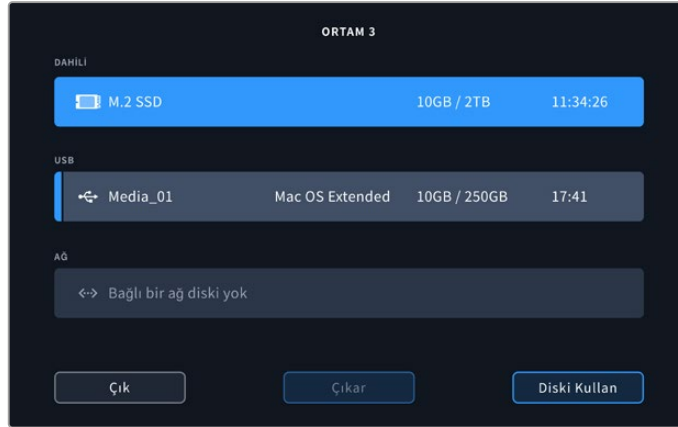 ORTAM 3
DAHİLİ
M.2 SSD 10GB / 2TB 11:34:26
USB
Media_01 Mac OS Extended 10GB / 250GB 17:41
AĞ
Bağlı bir ağ diski yok
Çık Çıkar Diski Kullan